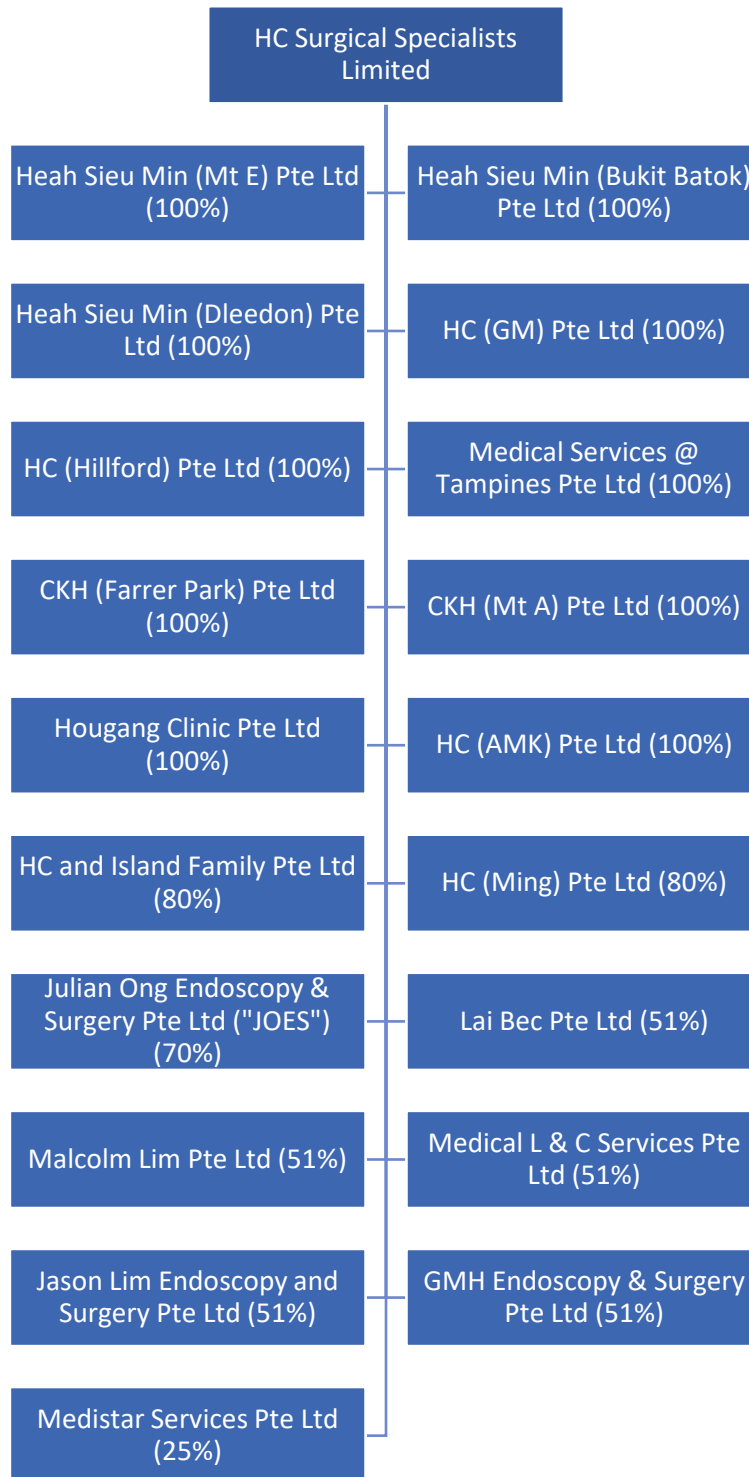 HC Surgical Specialists
Limited
Heah Sieu Min (Mt E) Pte Ltd
(100%)
Heah Sieu Min (Bukit Batok)
Pte Ltd (100%)
Heah Sieu Min (Dleedon) Pte
Ltd (100%)
HC (GM) Pte Ltd (100%)
HC (Hillford) Pte Ltd (100%)
Medical Services @
Tampines Pte Ltd (100%)
CKH (Farrer Park) Pte Ltd
(100%)
CKH (Mt A) Pte Ltd (100%)
Hougang Clinic Pte Ltd
(100%)
HC (AMK) Pte Ltd (100%)
HC and Island Family Pte Ltd
(80%)
HC (Ming) Pte Ltd (80%)
Julian Ong Endoscopy &
Surgery Pte Ltd ("JOES")
(70%)
Lai Bec Pte Ltd (51%)
Malcolm Lim Pte Ltd (51%)
Medical L & C Services Pte
Ltd (51%)
Jason Lim Endoscopy and
Surgery Pte Ltd (51%)
GMH Endoscopy & Surgery
Pte Ltd (51%)
Medistar Services Pte Ltd
(25%)